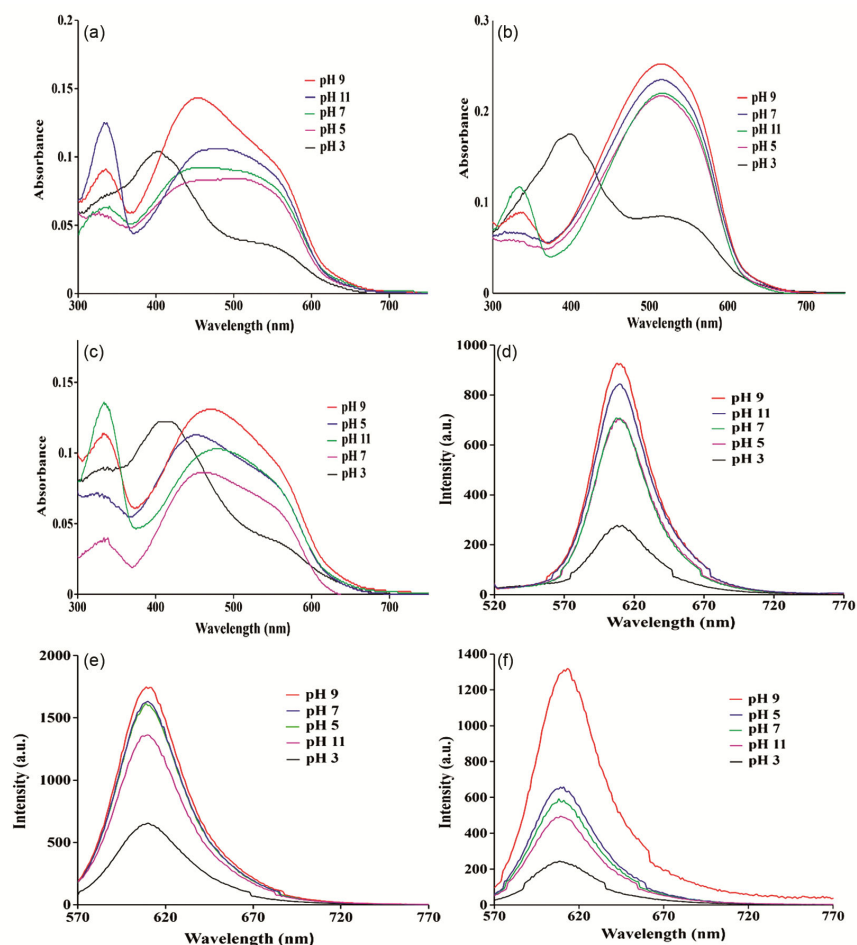 (a)
0.2
0.15
0.1
0.05
0
Absorbance
pH 9
pH 11
pH 7
pH 5
pH 3
300 400 500 600 700
Wavelength (nm)
(b)
0.3
0.2
0.1
0
Absorbance
pH 9
pH 7
pH 11
pH 5
pH 3
300 400 500 600 700
Wavelength (nm)
(c)
0.15
0.1
0.05
0
Absorbance
pH 9
pH 5
pH 11
pH 7
pH 3
300 400 500 600 700
Wavelength (nm)
(d)
1000
800
600
400
200
0
Intensity (a.u.)
pH 9
pH 11
pH 7
pH 5
pH 3
520 570 620 670 720 770
Wavelength (nm)
(e)
2000
1500
1000
500
0
Intensity (a.u.)
pH 9
pH 7
pH 5
pH 11
pH 3
570 620 670 720 770
Wavelength (nm)
(f)
1400
1200
1000
800
600
400
200
0
Intensity (a.u.)
pH 9
pH 5
pH 7
pH 11
pH 3
570 620 670 720 770
Wavelength (nm)